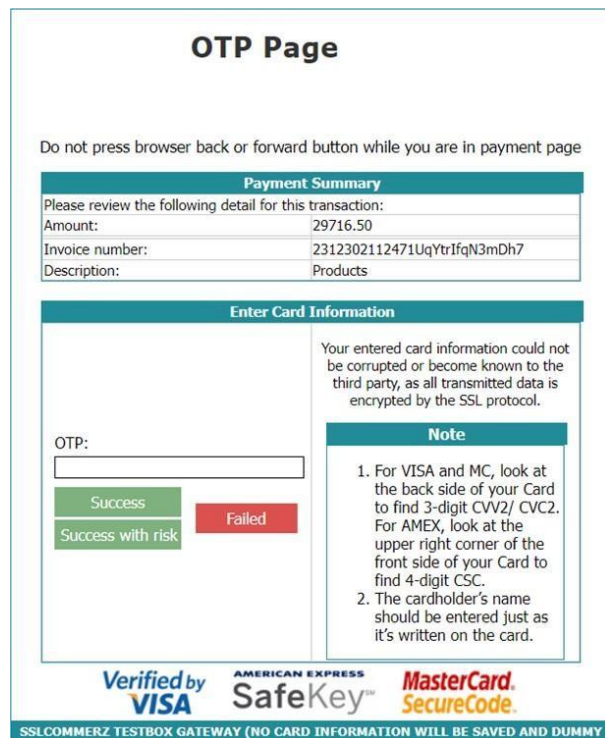 OTP Page
Do not press browser back or forward button while you are in payment page
Payment Summary
Please review the following detail for this transaction:
Amount: 29716.50
Invoice number: 2312302112471UqYtrIfqN3mDh7
Description: Products
Enter Card Information
Your entered card information could not
be corrupted or become known to the
third party, as all transmitted data is
encrypted by the SSL protocol.
OTP:
Success
Success with risk
Failed
Note
1. For VISA and MC, look at
the back side of your Card
to find 3-digit CVV2/ CVC2.
For AMEX, look at the
upper right corner of the
front side of your Card to
find 4-digit CSC.
2. The cardholder's name
should be entered just as
it's written on the card.
Verified by
VISA
AMERICAN EXPRESS
SafeKey℠
MasterCard.
SecureCode.
SSLCOMMERZ TESTBOX GATEWAY (NO CARD INFORMATION WILL BE SAVED AND DUMMY